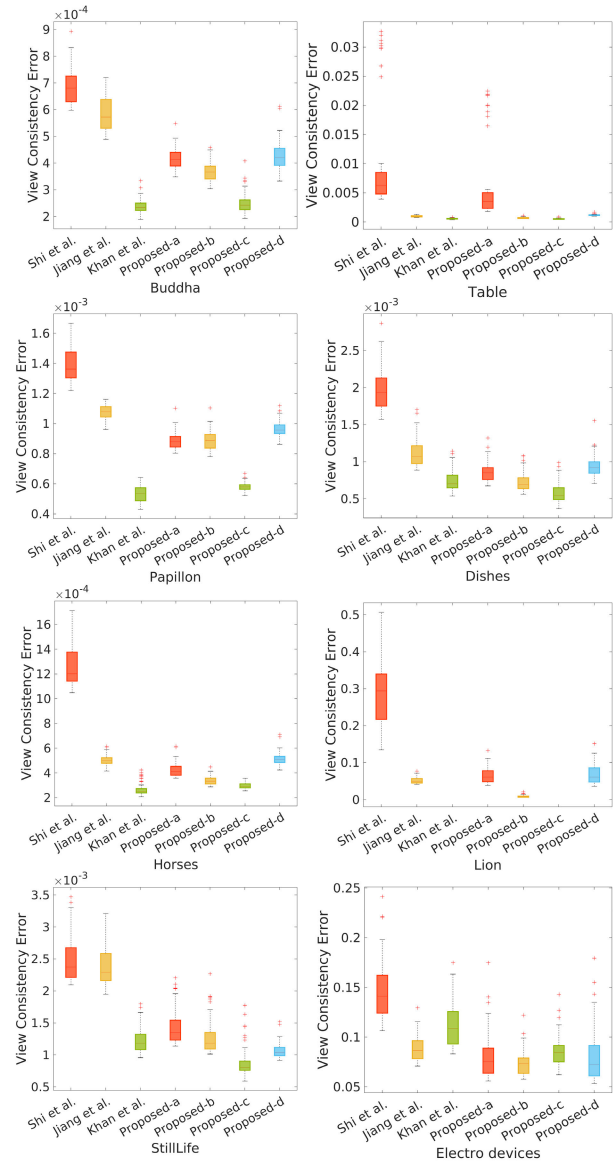 ×10⁻⁴
View Consistency Error
9
8
7
6
5
4
3
2
Shi et al.
Jiang et al.
Khan et al.
Proposed-a
Proposed-b
Proposed-c
Proposed-d
Buddha
View Consistency Error
0.03
0.025
0.02
0.015
0.01
0.005
0
Shi et al.
Jiang et al.
Khan et al.
Proposed-a
Proposed-b
Proposed-c
Proposed-d
Table
×10⁻³
View Consistency Error
1.6
1.4
1.2
1
0.8
0.6
0.4
Shi et al.
Jiang et al.
Khan et al.
Proposed-a
Proposed-b
Proposed-c
Proposed-d
Papillon
×10⁻³
View Consistency Error
2.5
2
1.5
1
0.5
Shi et al.
Jiang et al.
Khan et al.
Proposed-a
Proposed-b
Proposed-c
Proposed-d
Dishes
×10⁻⁴
View Consistency Error
16
14
12
10
8
6
4
2
Shi et al.
Jiang et al.
Khan et al.
Proposed-a
Proposed-b
Proposed-c
Proposed-d
Horses
View Consistency Error
0.5
0.4
0.3
0.2
0.1
0
Shi et al.
Jiang et al.
Khan et al.
Proposed-a
Proposed-b
Proposed-c
Proposed-d
Lion
×10⁻³
View Consistency Error
3.5
3
2.5
2
1.5
1
0.5
Shi et al.
Jiang et al.
Khan et al.
Proposed-a
Proposed-b
Proposed-c
Proposed-d
StillLife
View Consistency Error
0.25
0.2
0.15
0.1
0.05
Shi et al.
Jiang et al.
Khan et al.
Proposed-a
Proposed-b
Proposed-c
Proposed-d
Electro devices